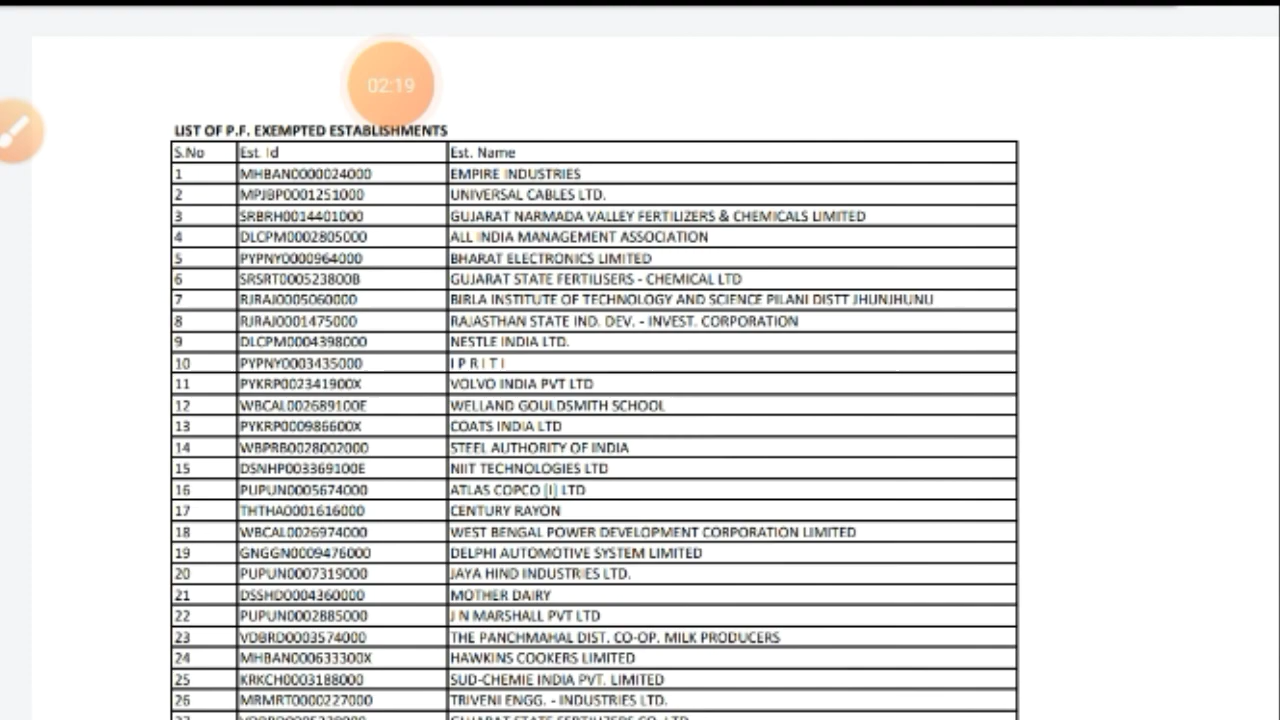 02:19
LIST OF P.F. EXEMPTED ESTABLISHMENTS
S.No Est. Id Est. Name
1 MHBAN0000024000 EMPIRE INDUSTRIES
2 MPJBP0001251000 UNIVERSAL CABLES LTD.
3 SRBRH0014401000 GUJARAT NARMADA VALLEY FERTILIZERS & CHEMICALS LIMITED
4 DLCPM0002805000 ALL INDIA MANAGEMENT ASSOCIATION
5 PYPNY0000964000 BHARAT ELECTRONICS LIMITED
6 SRSRT000523800B GUJARAT STATE FERTILISERS - CHEMICAL LTD
7 RJRAJ0005060000 BIRLA INSTITUTE OF TECHNOLOGY AND SCIENCE PILANI DISTT JHUNJHUNU
8 RJRAJ0001475000 RAJASTHAN STATE IND. DEV. - INVEST. CORPORATION
9 DLCPM0004398000 NESTLE INDIA LTD.
10 PYPNY0003435000 I P R I T I
11 PYKRP002341900X VOLVO INDIA PVT LTD
12 WBCAL002689100E WELLAND GOULDSMITH SCHOOL
13 PYKRP000986600X COATS INDIA LTD
14 WBPRB0028002000 STEEL AUTHORITY OF INDIA
15 DSNHP003369100E NIIT TECHNOLOGIES LTD
16 PUPUN0005674000 ATLAS COPCO (I) LTD
17 THTHA0001616000 CENTURY RAYON
18 WBCAL0026974000 WEST BENGAL POWER DEVELOPMENT CORPORATION LIMITED
19 GNGGN0009476000 DELPHI AUTOMOTIVE SYSTEM LIMITED
20 PUPUN0007319000 JAYA HIND INDUSTRIES LTD.
21 DSSHD0004360000 MOTHER DAIRY
22 PUPUN0002885000 J N MARSHALL PVT LTD
23 VDBRD0003574000 THE PANCHMAHAL DIST. CO-OP. MILK PRODUCERS
24 MHBAN000633300X HAWKINS COOKERS LIMITED
25 KRKCH0003188000 SUD-CHEMIE INDIA PVT. LIMITED
26 MRMRT0000227000 TRIVENI ENGG. - INDUSTRIES LTD.
GUJARAT STATE FERTILIZERS CO. LTD